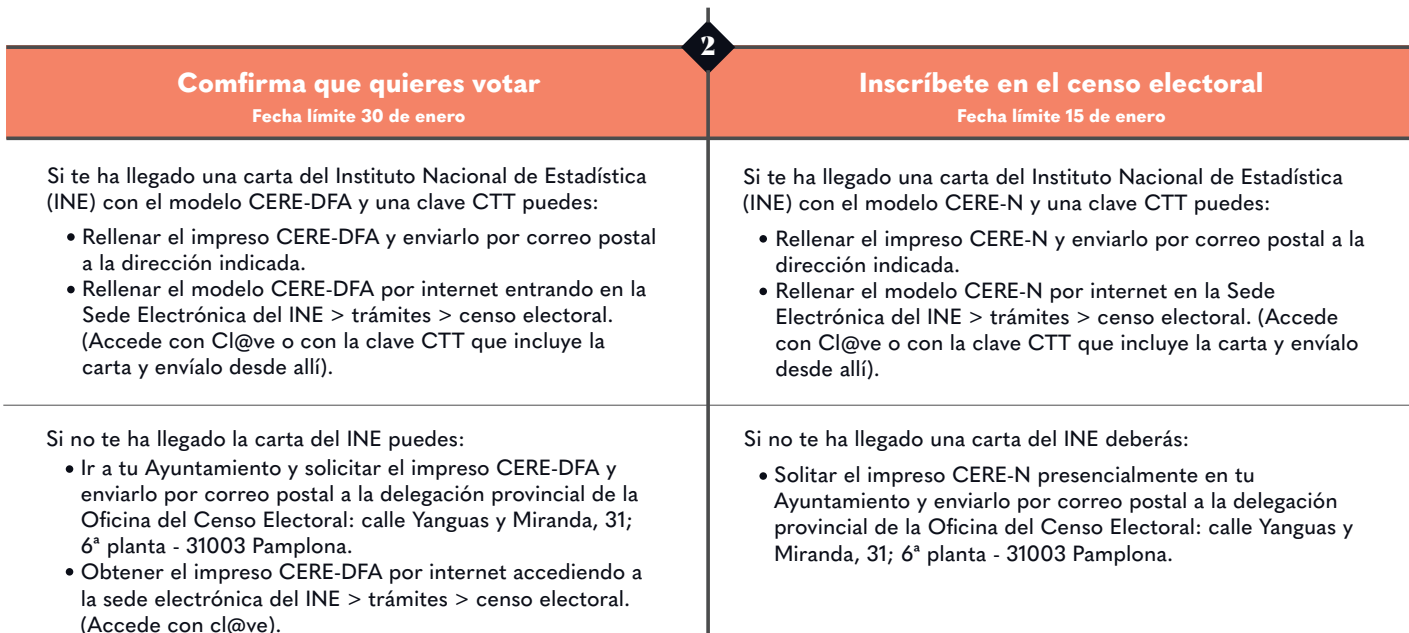 2
Comfirma que quieres votar
Fecha límite 30 de enero
Si te ha llegado una carta del Instituto Nacional de Estadística
(INE) con el modelo CERE-DFA y una clave CTT puedes:
• Rellenar el impreso CERE-DFA y enviarlo por correo postal
a la dirección indicada.
• Rellenar el modelo CERE-DFA por internet entrando en la
Sede Electrónica del INE > trámites > censo electoral.
(Accede con Cl@ve o con la clave CTT que incluye la
carta y envíalo desde allí).
Si no te ha llegado la carta del INE puedes:
• Ir a tu Ayuntamiento y solicitar el impreso CERE-DFA y
enviarlo por correo postal a la delegación provincial de la
Oficina del Censo Electoral: calle Yanguas y Miranda, 31;
6ª planta - 31003 Pamplona.
• Obtener el impreso CERE-DFA por internet accediendo a
la sede electrónica del INE > trámites > censo electoral.
(Accede con cl@ve).
Inscríbete en el censo electoral
Fecha límite 15 de enero
Si te ha llegado una carta del Instituto Nacional de Estadística
(INE) con el modelo CERE-N y una clave CTT puedes:
• Rellenar el impreso CERE-N y enviarlo por correo postal a la
dirección indicada.
• Rellenar el modelo CERE-N por internet en la Sede
Electrónica del INE > trámites > censo electoral. (Accede
con Cl@ve o con la clave CTT que incluye la carta y envíalo
desde allí).
Si no te ha llegado una carta del INE deberás:
• Solitar el impreso CERE-N presencialmente en tu
Ayuntamiento y enviarlo por correo postal a la delegación
provincial de la Oficina del Censo Electoral: calle Yanguas y
Miranda, 31; 6ª planta - 31003 Pamplona.